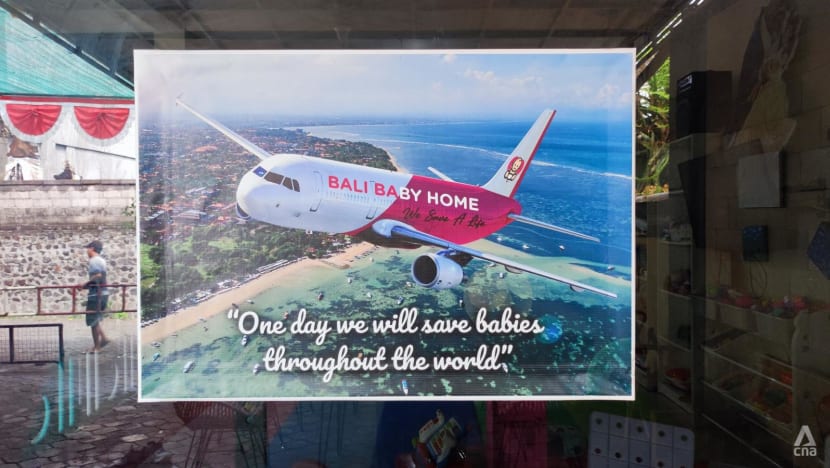 BALI BABY HOME
We Save A Life
“One day we will save babies
throughout the world”
cna